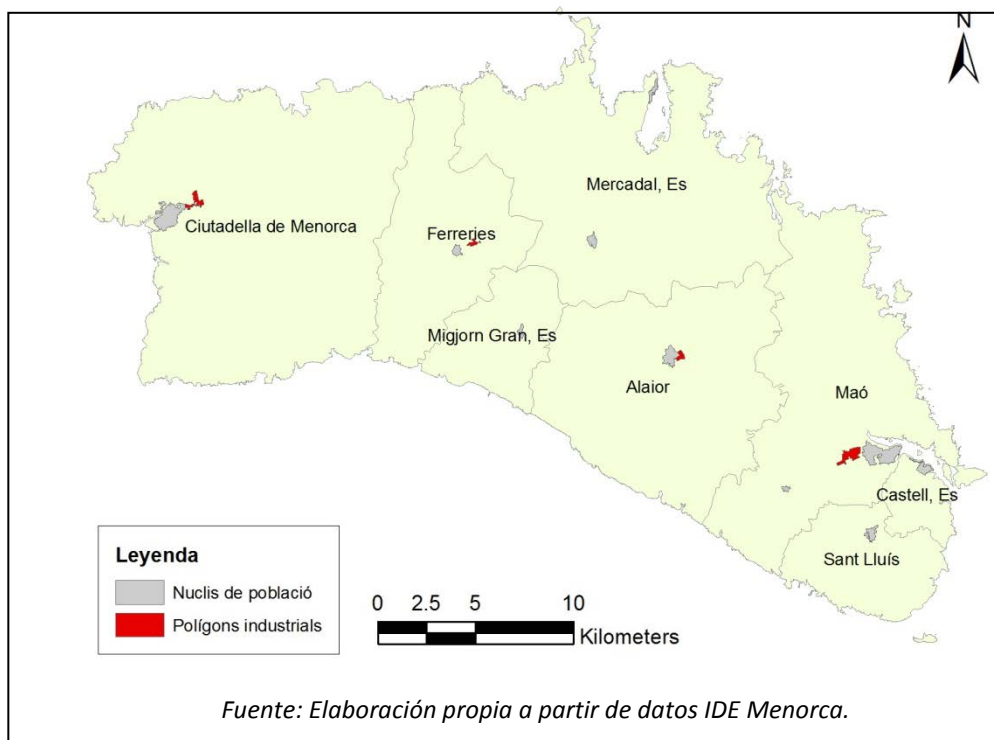 N
Mercadal, Es
Ciutadella de Menorca
Ferreries
Migjorn Gran, Es
Alaior
Maó
Castell, Es
Sant Lluís
Leyenda
Nuclis de població
Polígons industrials
0 2.5 5 10
Kilometers
Fuente: Elaboración propia a partir de datos IDE Menorca.